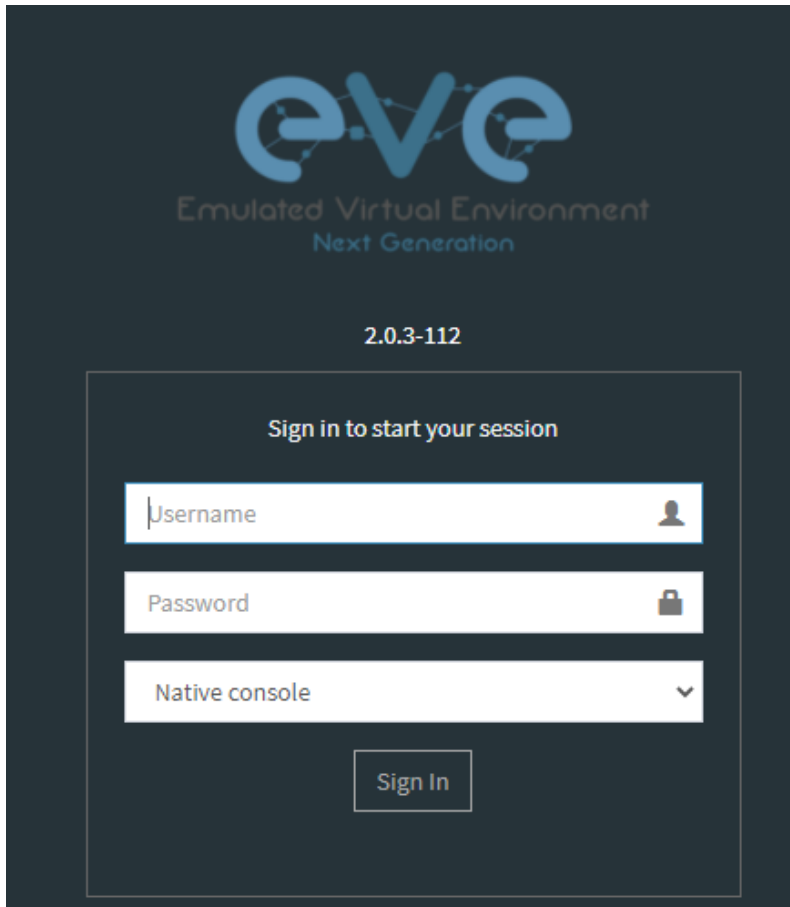 eve
Emulated Virtual Environment
Next Generation
2.0.3-112
Sign in to start your session
Username
Password
Native console
Sign In